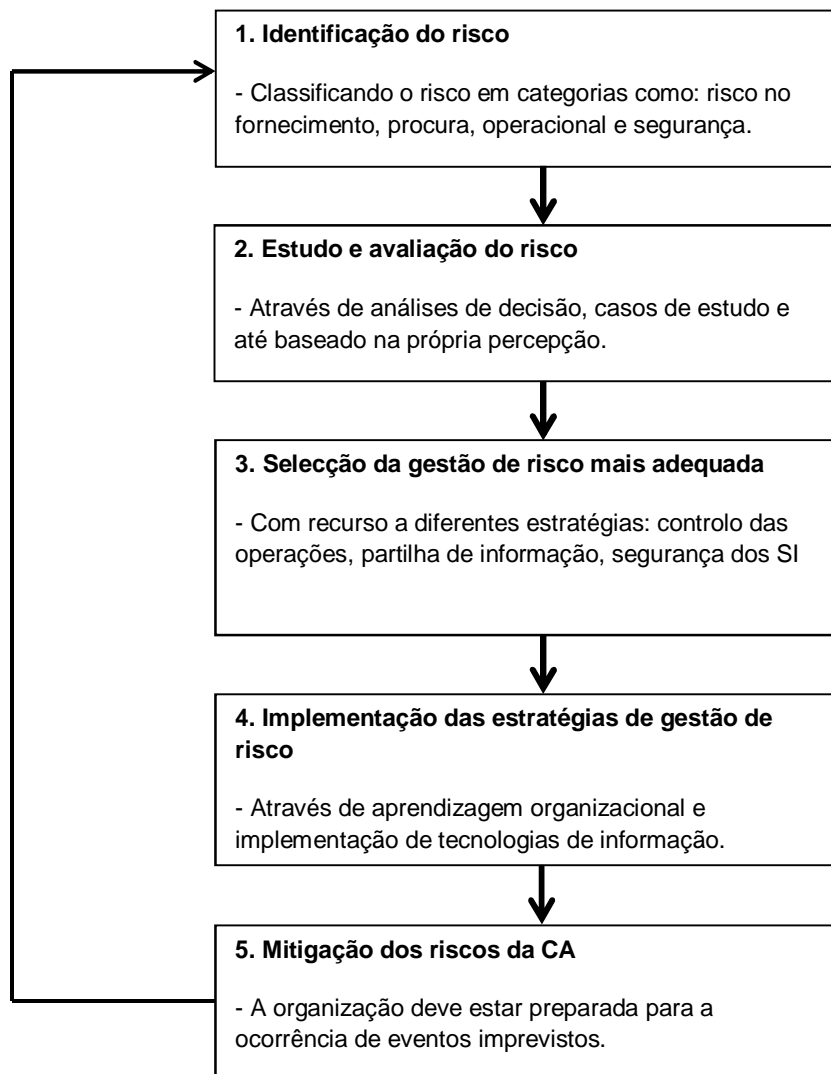 1. Identificação do risco
- Classificando o risco em categorias como: risco no
fornecimento, procura, operacional e segurança.
2. Estudo e avaliação do risco
- Através de análises de decisão, casos de estudo e
até baseado na própria percepção.
3. Selecção da gestão de risco mais adequada
- Com recurso a diferentes estratégias: controlo das
operações, partilha de informação, segurança dos SI
4. Implementação das estratégias de gestão de
risco
- Através de aprendizagem organizacional e
implementação de tecnologias de informação.
5. Mitigação dos riscos da CA
- A organização deve estar preparada para a
ocorrência de eventos imprevistos.